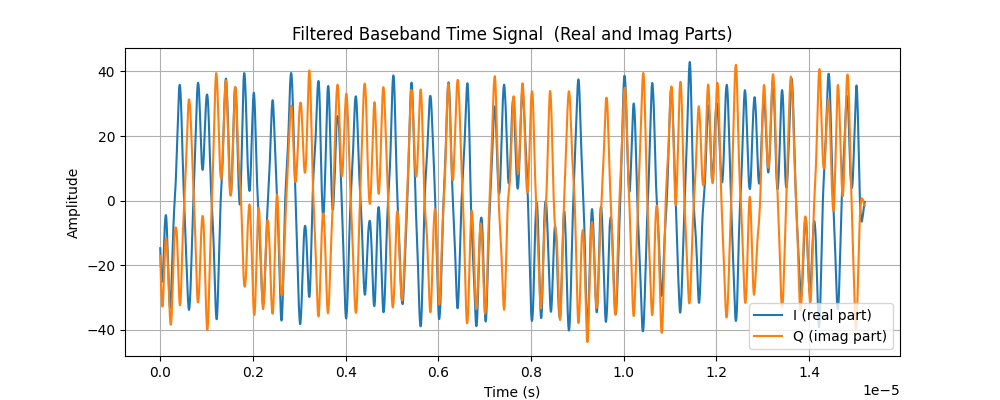 Filtered Baseband Time Signal  (Real and Imag Parts)
Amplitude
40
20
0
−20
−40
0.0 0.2 0.4 0.6 0.8 1.0 1.2 1.4
1e−5
Time (s)
I (real part)
Q (imag part)